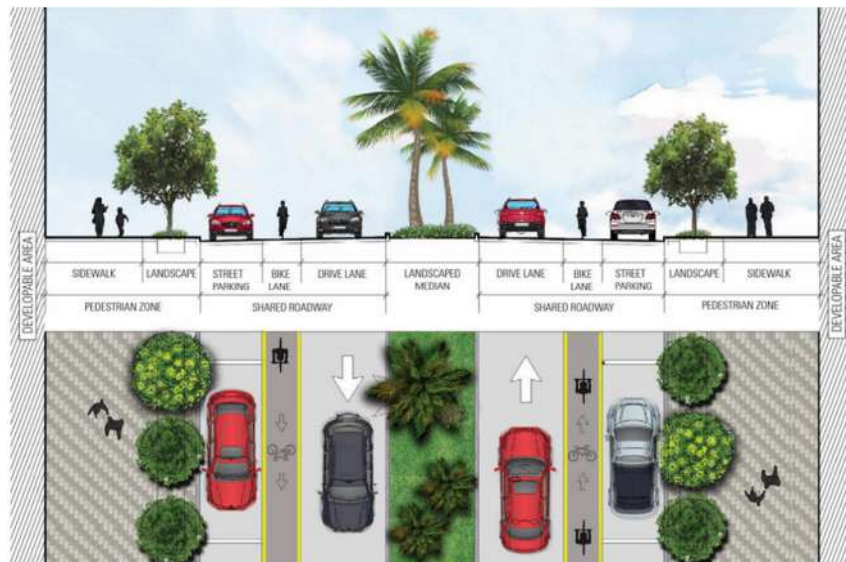 DEVELOPABLE AREA
SIDEWALK
LANDSCAPE
STREET
PARKING
BIKE
LANE
DRIVE LANE
LANDSCAPED
MEDIAN
DRIVE LANE
BIKE
LANE
STREET
PARKING
LANDSCAPE
SIDEWALK
PEDESTRIAN ZONE
SHARED ROADWAY
SHARED ROADWAY
PEDESTRIAN ZONE
DEVELOPABLE AREA